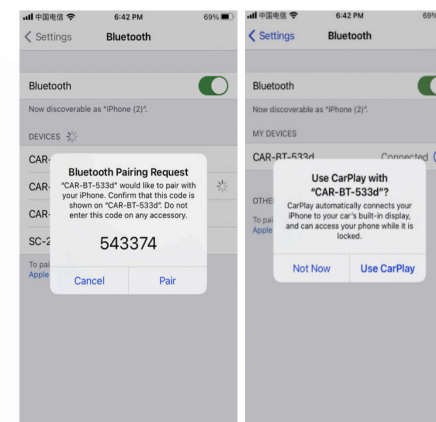 中国电信 6:42 PM 69%
Settings Bluetooth
Bluetooth
Now discoverable as "iPhone (2)".
DEVICES
CAR-
CAR-
CAR-
SC-2
Bluetooth Pairing Request
"CAR-BT-533d" would like to pair with
your iPhone. Confirm that this code is
shown on "CAR-BT-533d". Do not
enter this code on any accessory.
543374
Cancel Pair
To pai
Apple
中国电信 6:42 PM 69%
Settings Bluetooth
Bluetooth
Now discoverable as "iPhone (2)".
MY DEVICES
CAR-BT-533d Connected
OTHE
Use CarPlay with
"CAR-BT-533d"?
CarPlay automatically connects your
iPhone to your car's built-in display,
and can access your phone while it is
locked.
Not Now Use CarPlay
To pai
Apple